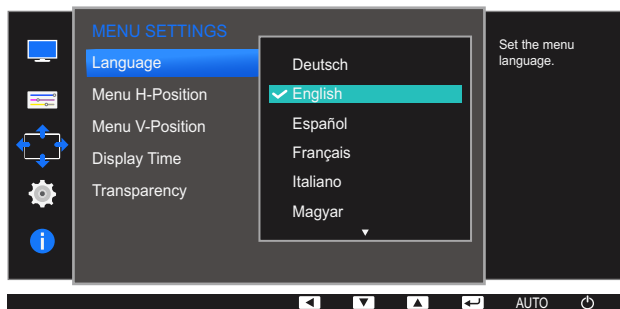 MENU SETTINGS
Language
Menu H-Position
Menu V-Position
Display Time
Transparency
Deutsch
English
Español
Français
Italiano
Magyar
Set the menu
language.
i
AUTO